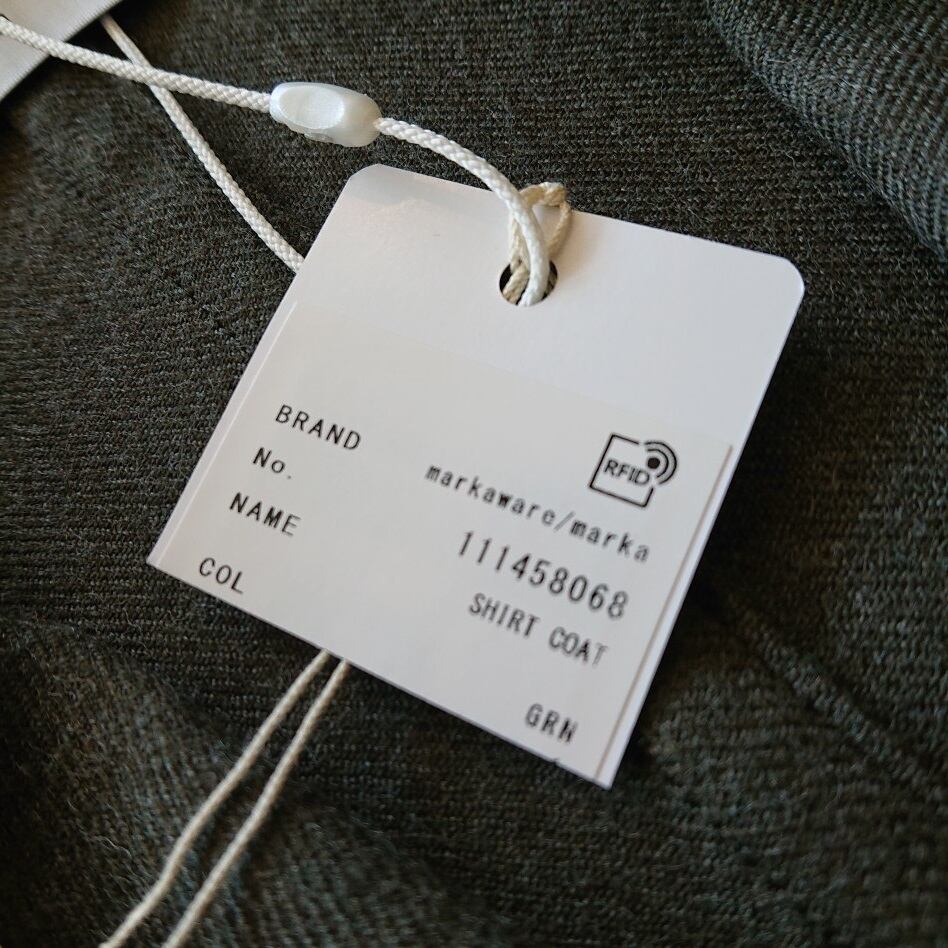 RFID
BRAND markaware/marka
No. 111458068
NAME SHIRT COAT
COL GRN